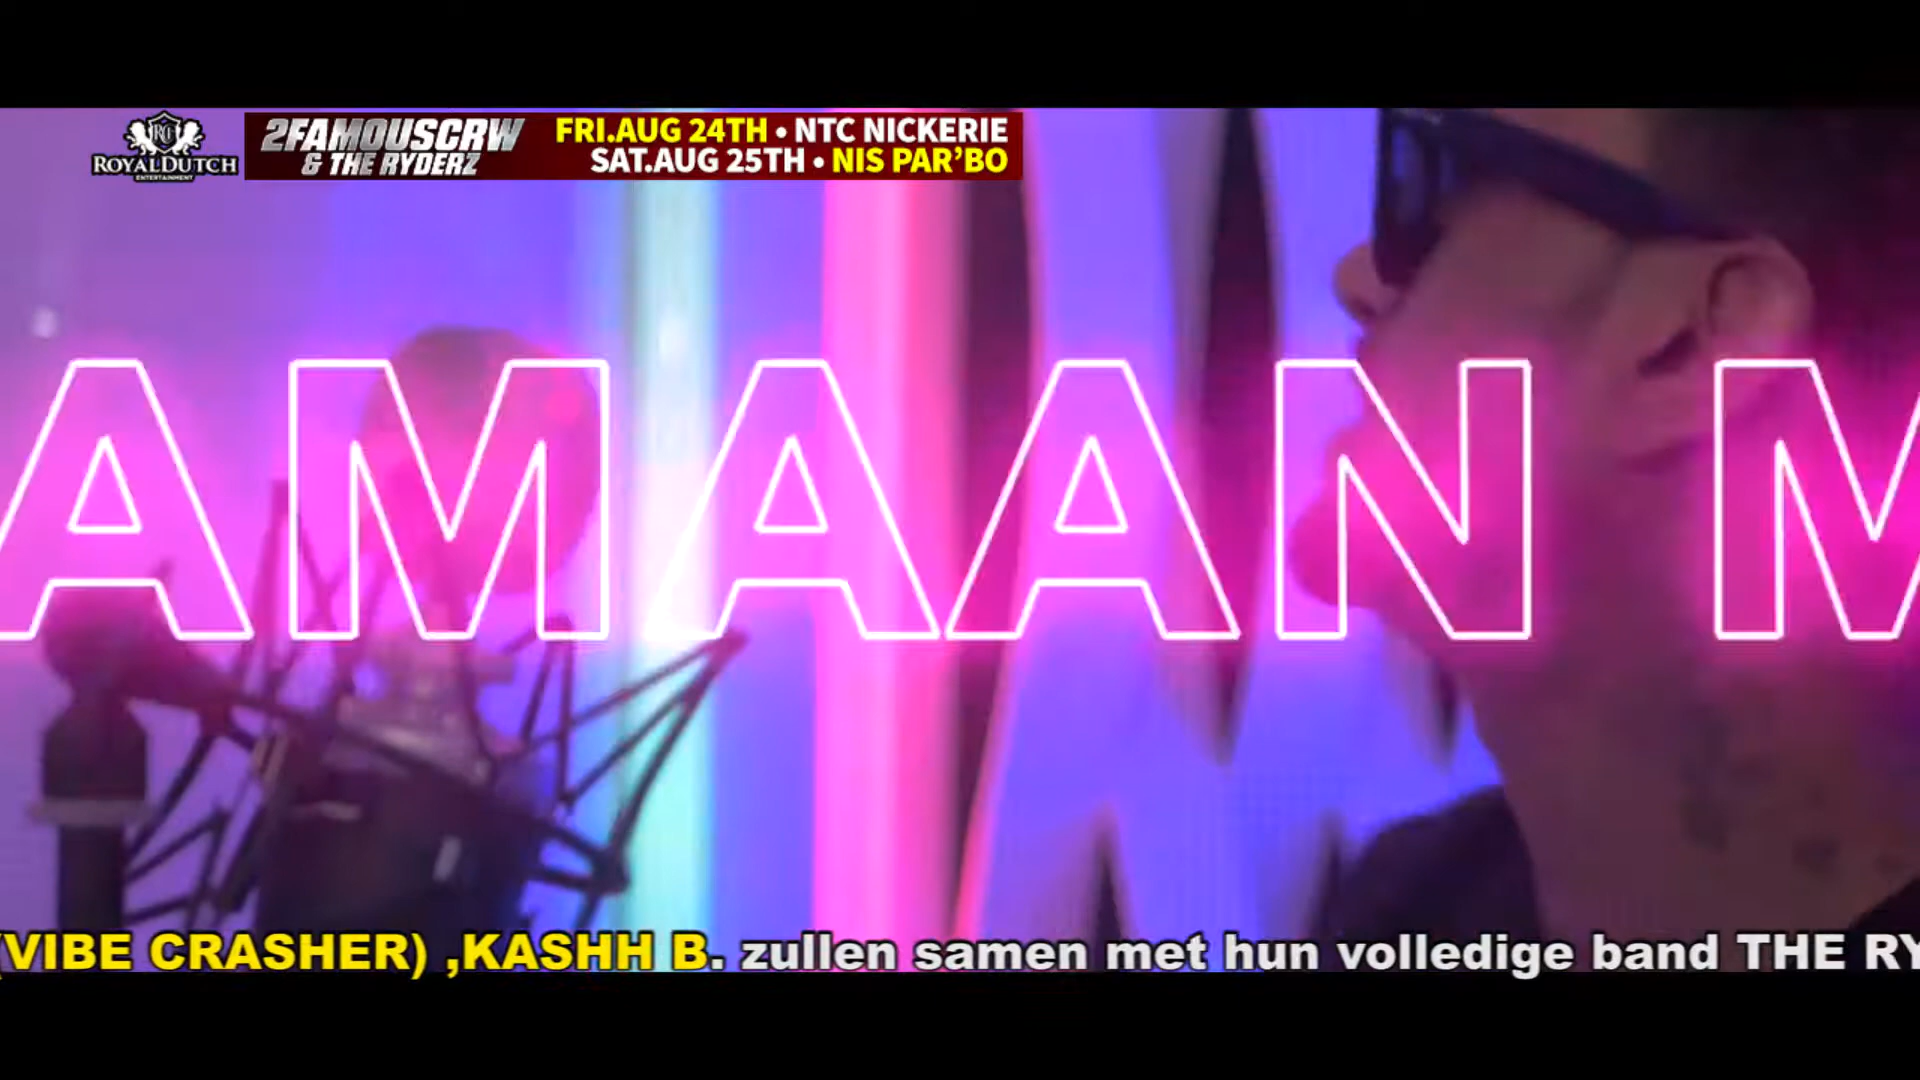 ROYALDUTCH
ENTERTAINMENT
2FAMOUSCRW
& THE RYDERZ
FRI.AUG 24TH • NTC NICKERIE
SAT.AUG 25TH • NIS PAR’BO
AMAAN M
(VIBE CRASHER) ,KASHH B. zullen samen met hun volledige band THE RY